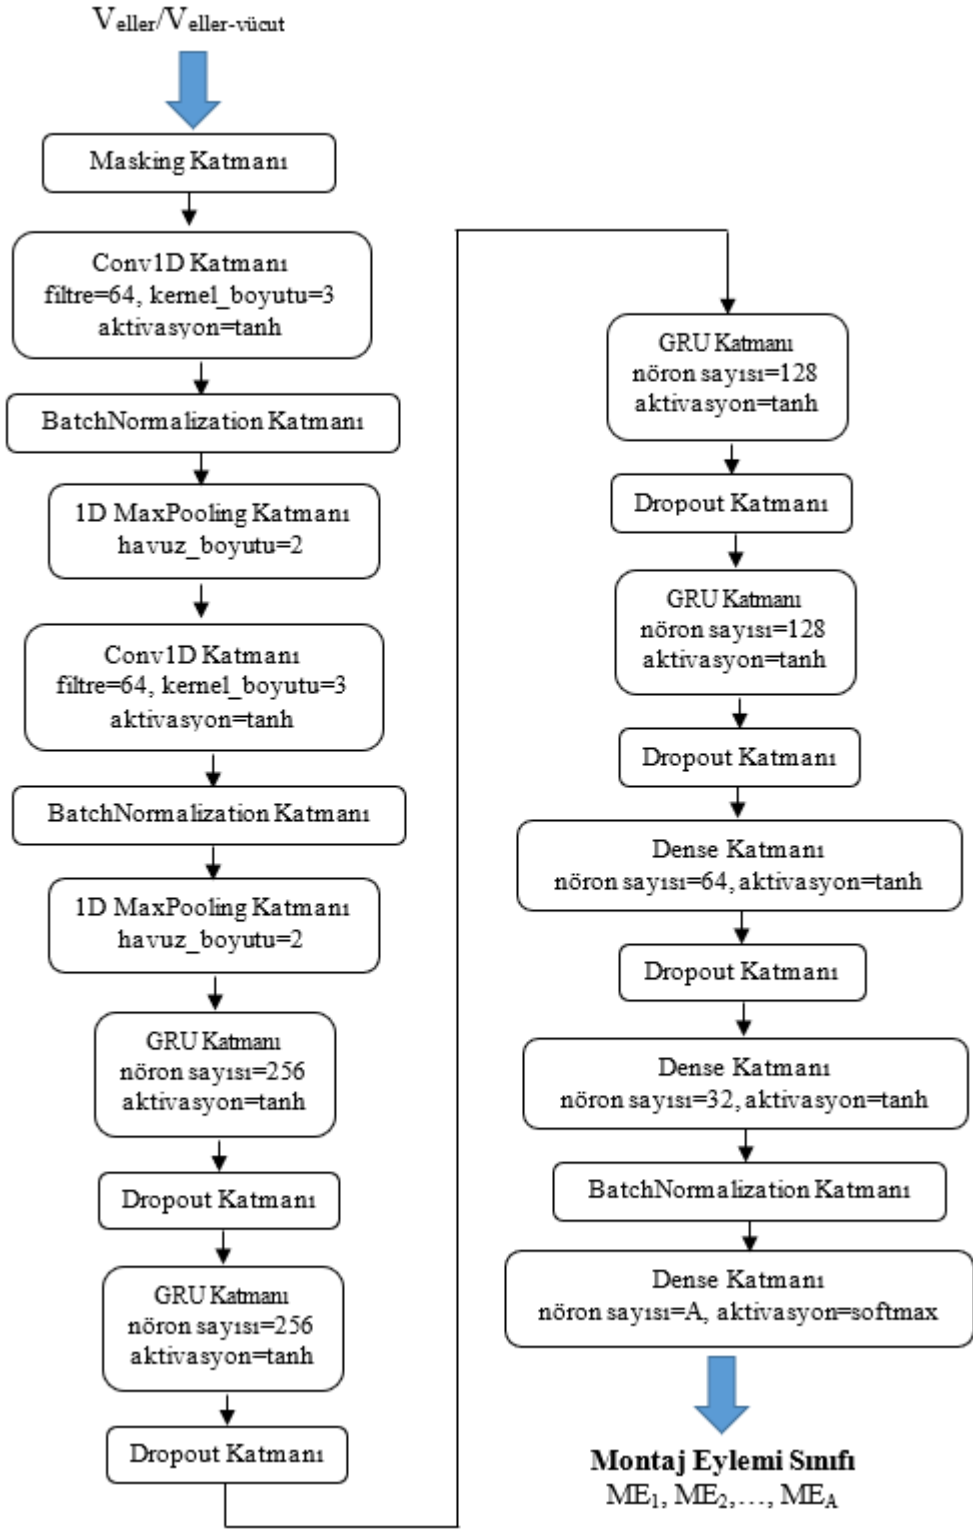 Veller/Veller-vücut
Masking Katmanı
Conv1D Katmanı
filtre=64, kernel_boyutu=3
aktivasyon=tanh
BatchNormalization Katmanı
1D MaxPooling Katmanı
havuz_boyutu=2
Conv1D Katmanı
filtre=64, kernel_boyutu=3
aktivasyon=tanh
BatchNormalization Katmanı
1D MaxPooling Katmanı
havuz_boyutu=2
GRU Katmanı
nöron sayısı=256
aktivasyon=tanh
Dropout Katmanı
GRU Katmanı
nöron sayısı=256
aktivasyon=tanh
Dropout Katmanı
GRU Katmanı
nöron sayısı=128
aktivasyon=tanh
Dropout Katmanı
GRU Katmanı
nöron sayısı=128
aktivasyon=tanh
Dropout Katmanı
Dense Katmanı
nöron sayısı=64, aktivasyon=tanh
Dropout Katmanı
Dense Katmanı
nöron sayısı=32, aktivasyon=tanh
BatchNormalization Katmanı
Dense Katmanı
nöron sayısı=A, aktivasyon=softmax
Montaj Eylemi Sınıfı
ME1, ME2,…, MEA